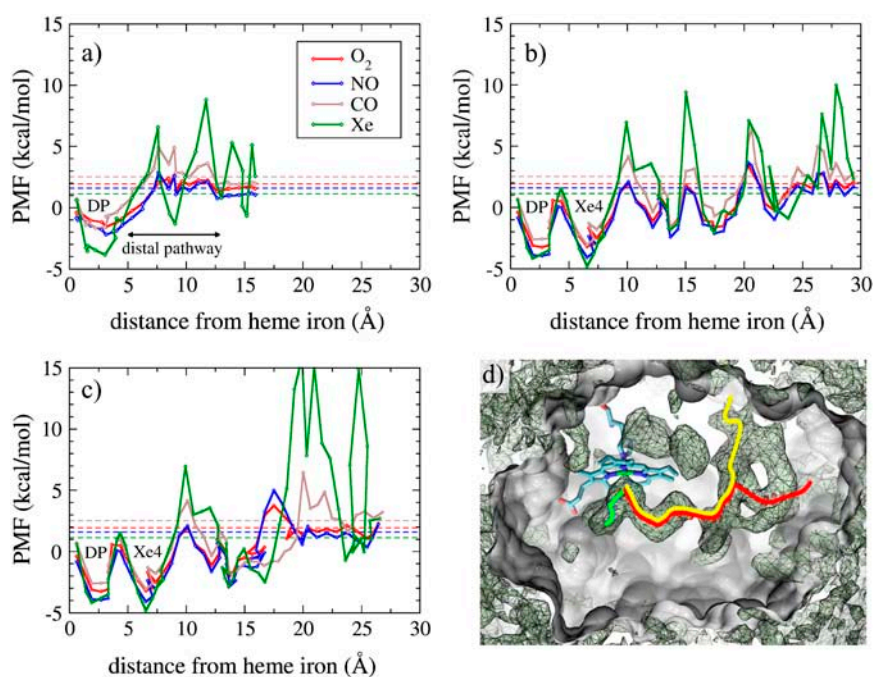 a)
O2
NO
CO
Xe
PMF (kcal/mol)
15
10
5
0
-5
DP
distal pathway
0 5 10 15 20 25 30
distance from heme iron (Å)
b)
PMF (kcal/mol)
15
10
5
0
-5
DP Xe4
0 5 10 15 20 25 30
distance from heme iron (Å)
c)
PMF (kcal/mol)
15
10
5
0
-5
DP Xe4
0 5 10 15 20 25 30
distance from heme iron (Å)
d)